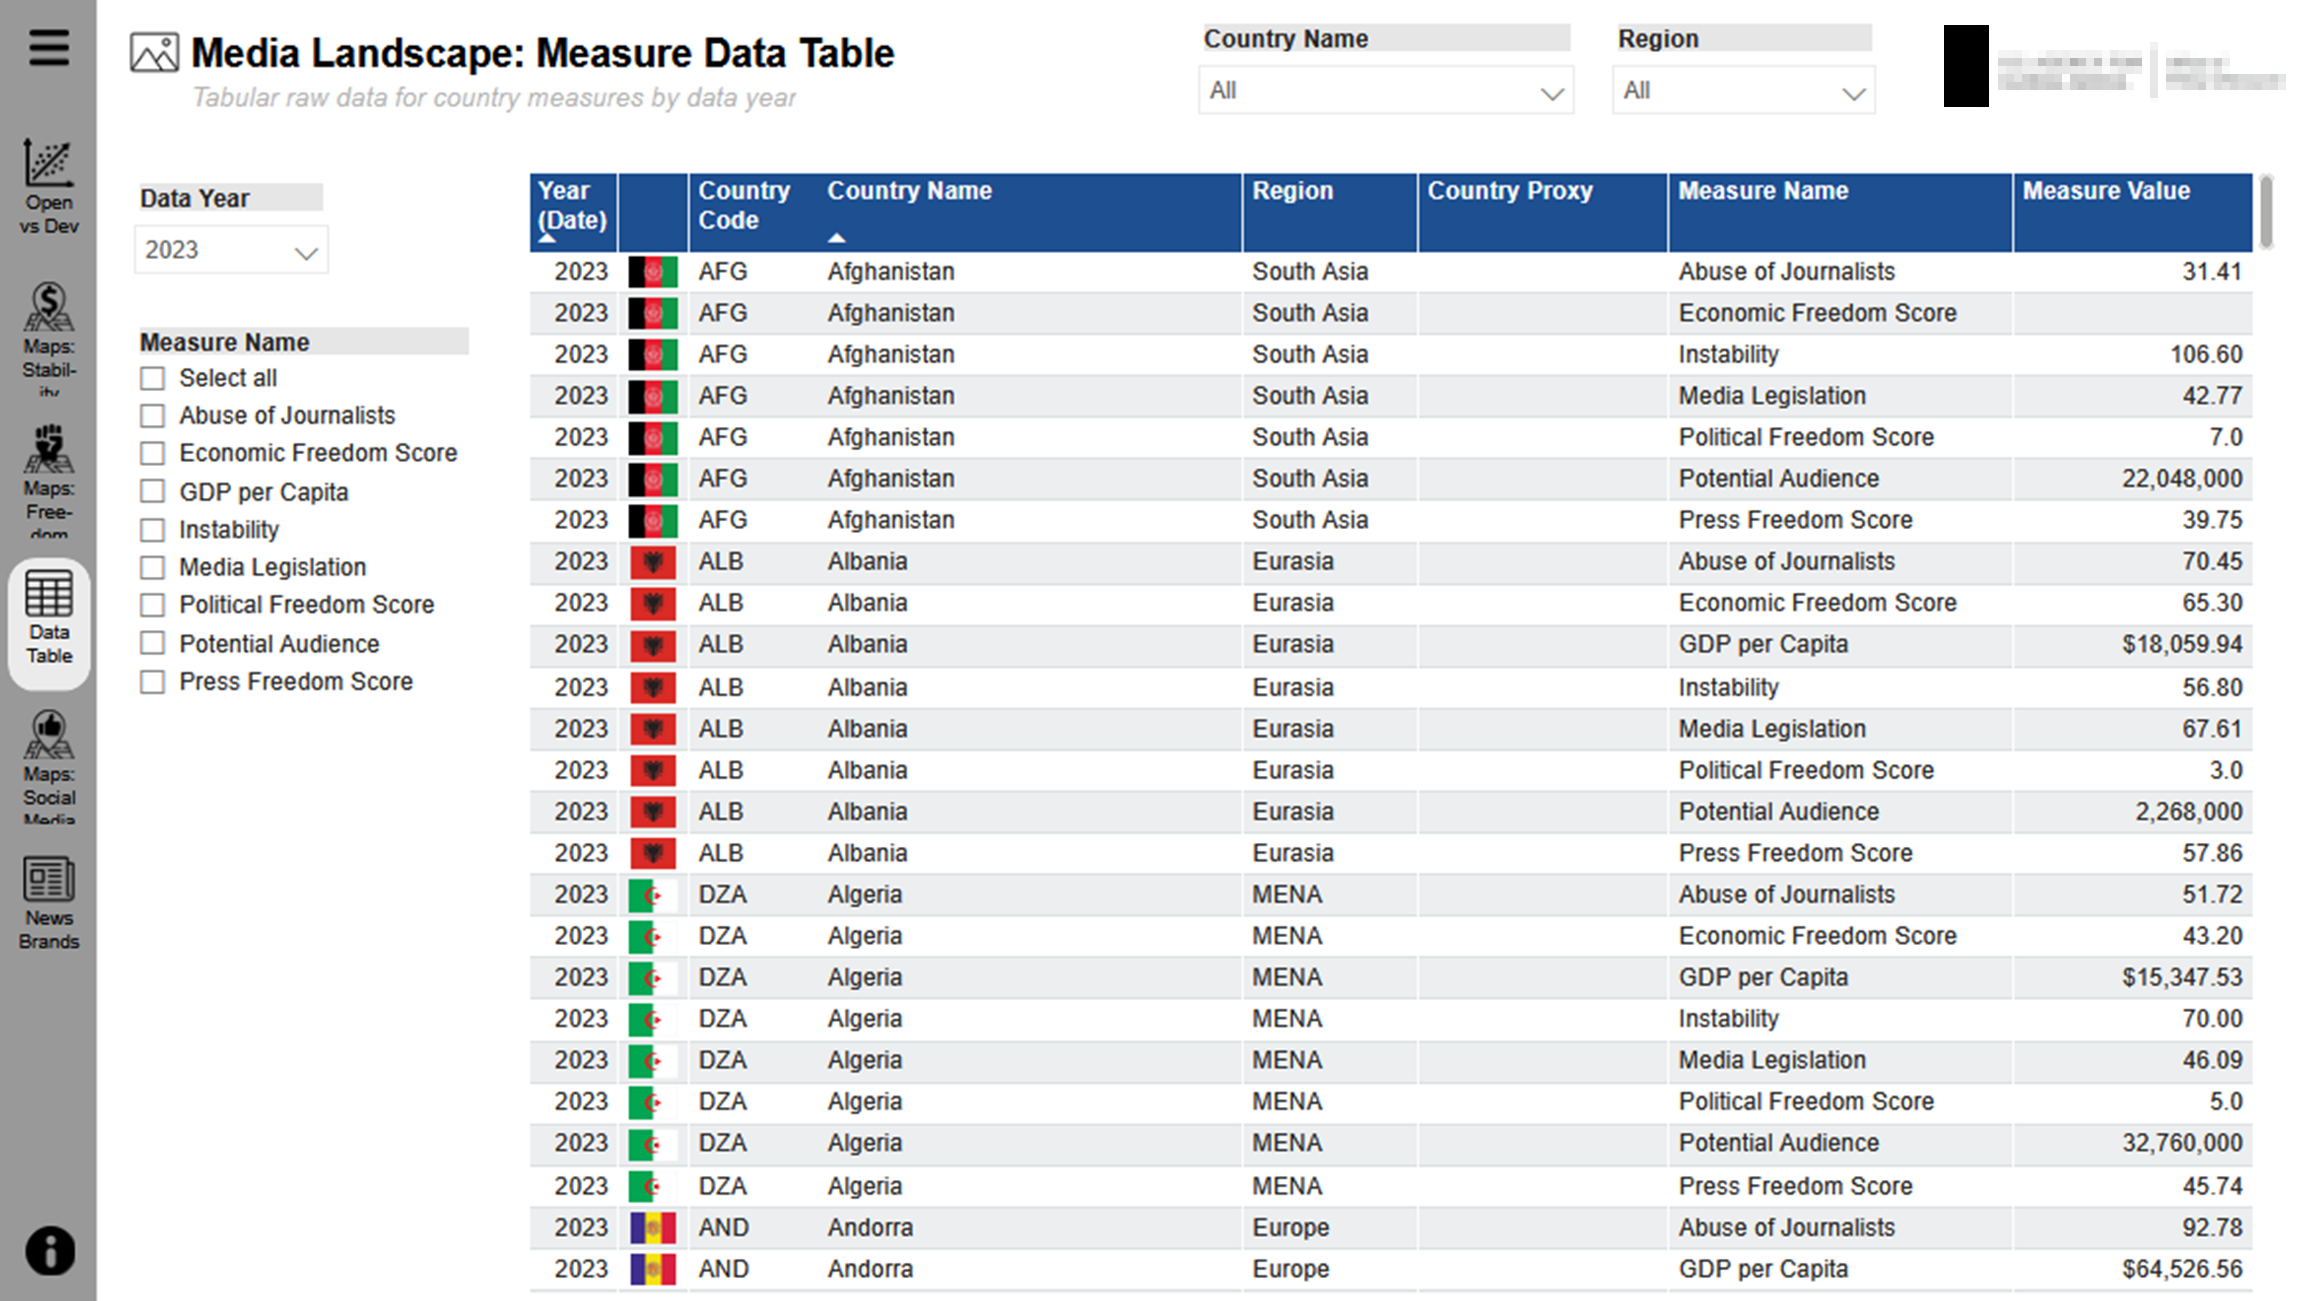 Media Landscape: Measure Data Table
Tabular raw data for country measures by data year
Country Name
All
Region
All
Open
vs Dev
Maps:
Stabil-
ity
Maps:
Free-
dom
Data
Table
Maps:
Social
Media
News
Brands
Data Year
2023
Measure Name
Select all
Abuse of Journalists
Economic Freedom Score
GDP per Capita
Instability
Media Legislation
Political Freedom Score
Potential Audience
Press Freedom Score
Year (Date) Country Code Country Name Region Country Proxy Measure Name Measure Value
2023 AFG Afghanistan South Asia Abuse of Journalists 31.41
2023 AFG Afghanistan South Asia Economic Freedom Score
2023 AFG Afghanistan South Asia Instability 106.60
2023 AFG Afghanistan South Asia Media Legislation 42.77
2023 AFG Afghanistan South Asia Political Freedom Score 7.0
2023 AFG Afghanistan South Asia Potential Audience 22,048,000
2023 AFG Afghanistan South Asia Press Freedom Score 39.75
2023 ALB Albania Eurasia Abuse of Journalists 70.45
2023 ALB Albania Eurasia Economic Freedom Score 65.30
2023 ALB Albania Eurasia GDP per Capita $18,059.94
2023 ALB Albania Eurasia Instability 56.80
2023 ALB Albania Eurasia Media Legislation 67.61
2023 ALB Albania Eurasia Political Freedom Score 3.0
2023 ALB Albania Eurasia Potential Audience 2,268,000
2023 ALB Albania Eurasia Press Freedom Score 57.86
2023 DZA Algeria MENA Abuse of Journalists 51.72
2023 DZA Algeria MENA Economic Freedom Score 43.20
2023 DZA Algeria MENA GDP per Capita $15,347.53
2023 DZA Algeria MENA Instability 70.00
2023 DZA Algeria MENA Media Legislation 46.09
2023 DZA Algeria MENA Political Freedom Score 5.0
2023 DZA Algeria MENA Potential Audience 32,760,000
2023 DZA Algeria MENA Press Freedom Score 45.74
2023 AND Andorra Europe Abuse of Journalists 92.78
2023 AND Andorra Europe GDP per Capita $64,526.56